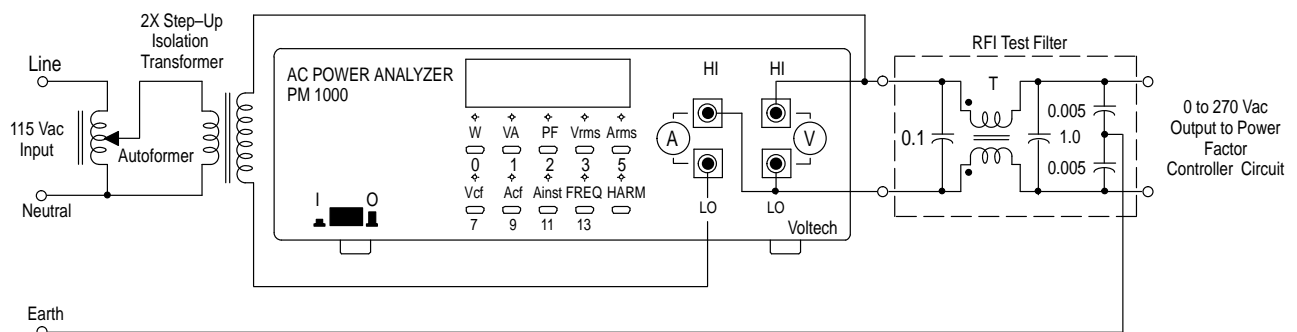 2X Step–Up
Isolation
Transformer
Line
115 Vac
Input
Autoformer
Neutral
Earth
AC POWER ANALYZER
PM 1000
W VA PF Vrms Arms
0 1 2 3 5
Vcf Acf Ainst FREQ HARM
7 9 11 13
I O
HI HI
A V
LO LO
Voltech
RFI Test Filter
T
0.1
1.0
0.005
0.005
0 to 270 Vac
Output to Power
Factor
Controller Circuit